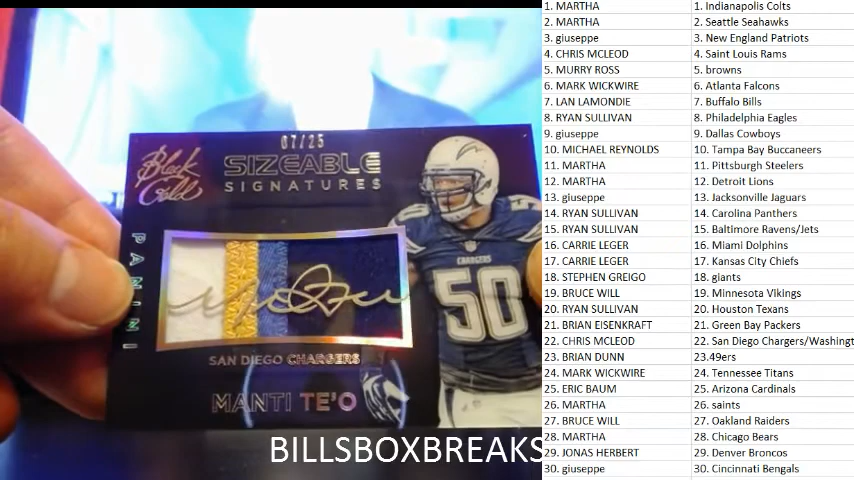 07/25
Black Gold
SIZEABLE
SIGNATURES
PANINI
CHARGERS
50
50
SAN DIEGO CHARGERS
MANTI TE'O
BILLSBOXBREAKS
1. MARTHA 1. Indianapolis Colts
2. MARTHA 2. Seattle Seahawks
3. giuseppe 3. New England Patriots
4. CHRIS MCLEOD 4. Saint Louis Rams
5. MURRY ROSS 5. browns
6. MARK WICKWIRE 6. Atlanta Falcons
7. LAN LAMONDIE 7. Buffalo Bills
8. RYAN SULLIVAN 8. Philadelphia Eagles
9. giuseppe 9. Dallas Cowboys
10. MICHAEL REYNOLDS 10. Tampa Bay Buccaneers
11. MARTHA 11. Pittsburgh Steelers
12. MARTHA 12. Detroit Lions
13. giuseppe 13. Jacksonville Jaguars
14. RYAN SULLIVAN 14. Carolina Panthers
15. RYAN SULLIVAN 15. Baltimore Ravens/Jets
16. CARRIE LEGER 16. Miami Dolphins
17. CARRIE LEGER 17. Kansas City Chiefs
18. STEPHEN GREIGO 18. giants
19. BRUCE WILL 19. Minnesota Vikings
20. RYAN SULLIVAN 20. Houston Texans
21. BRIAN EISENKRAFT 21. Green Bay Packers
22. CHRIS MCLEOD 22. San Diego Chargers/Washingt
23. BRIAN DUNN 23.49ers
24. MARK WICKWIRE 24. Tennessee Titans
25. ERIC BAUM 25. Arizona Cardinals
26. MARTHA 26. saints
27. BRUCE WILL 27. Oakland Raiders
28. MARTHA 28. Chicago Bears
29. JONAS HERBERT 29. Denver Broncos
30. giuseppe 30. Cincinnati Bengals